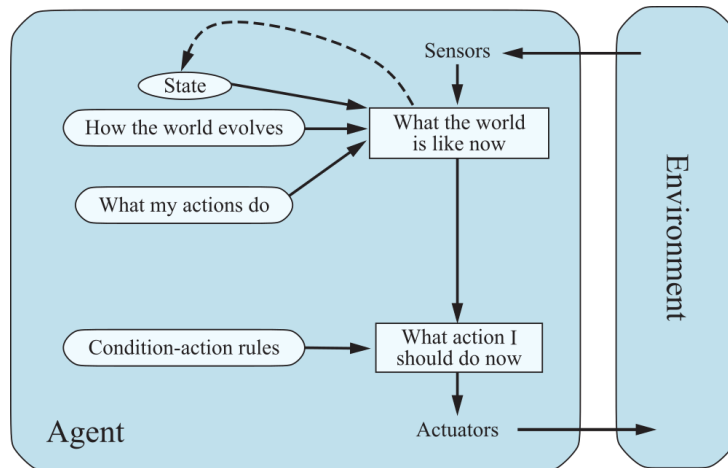 Sensors
State
What the world
is like now
How the world evolves
What my actions do
Condition-action rules
What action I
should do now
Actuators
Agent
Environment